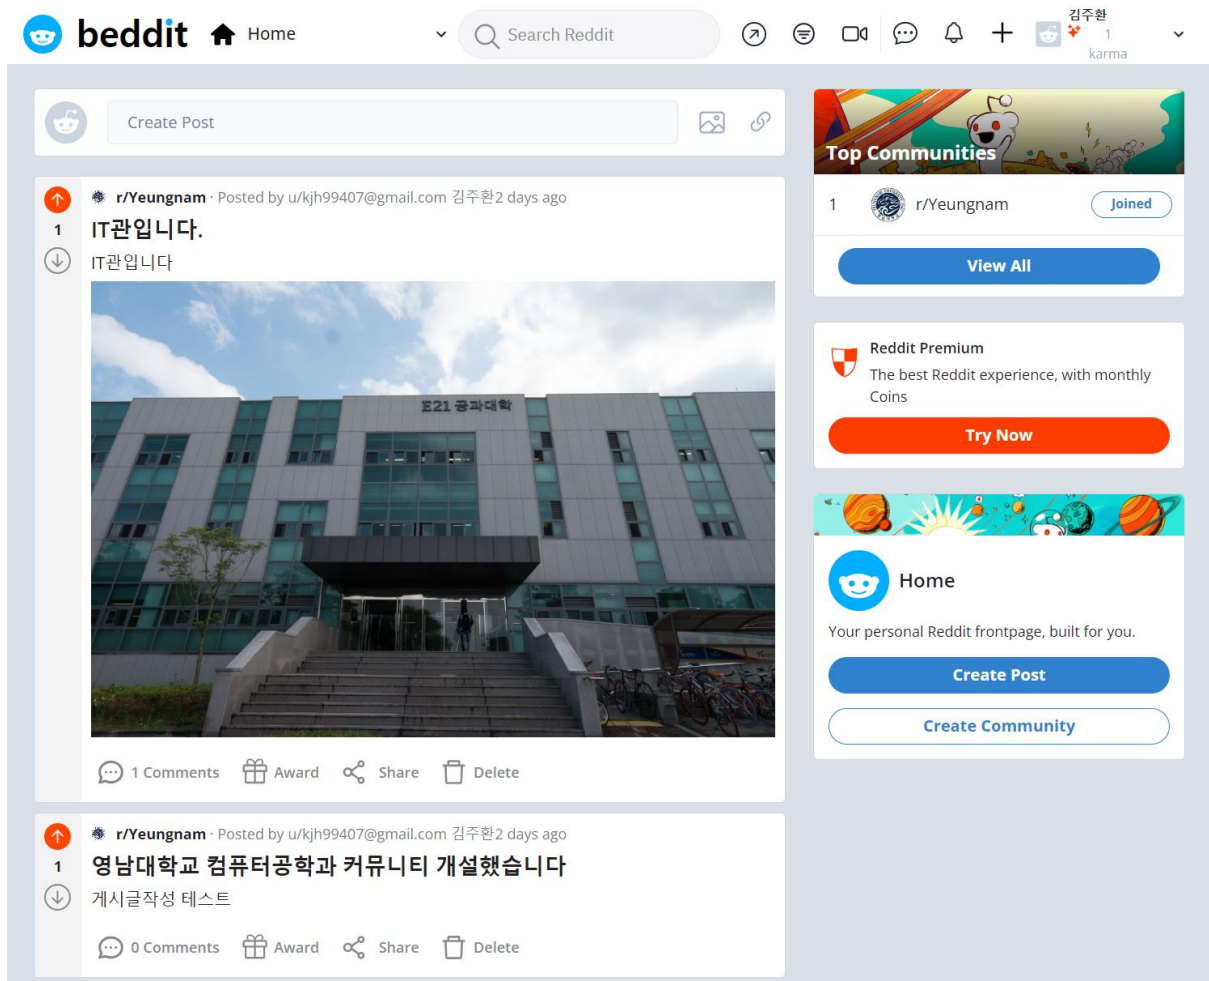 beddit
Home
Search Reddit
김주환
1
karma
Create Post
r/Yeungnam · Posted by u/kjh99407@gmail.com 김주환2 days ago
1
IT관입니다.
IT관입니다
E21 공과대학
1 Comments
Award
Share
Delete
r/Yeungnam · Posted by u/kjh99407@gmail.com 김주환2 days ago
1
영남대학교 컴퓨터공학과 커뮤니티 개설했습니다
게시글작성 테스트
0 Comments
Award
Share
Delete
Top Communities
1 r/Yeungnam Joined
View All
Reddit Premium
The best Reddit experience, with monthly
Coins
Try Now
Home
Your personal Reddit frontpage, built for you.
Create Post
Create Community